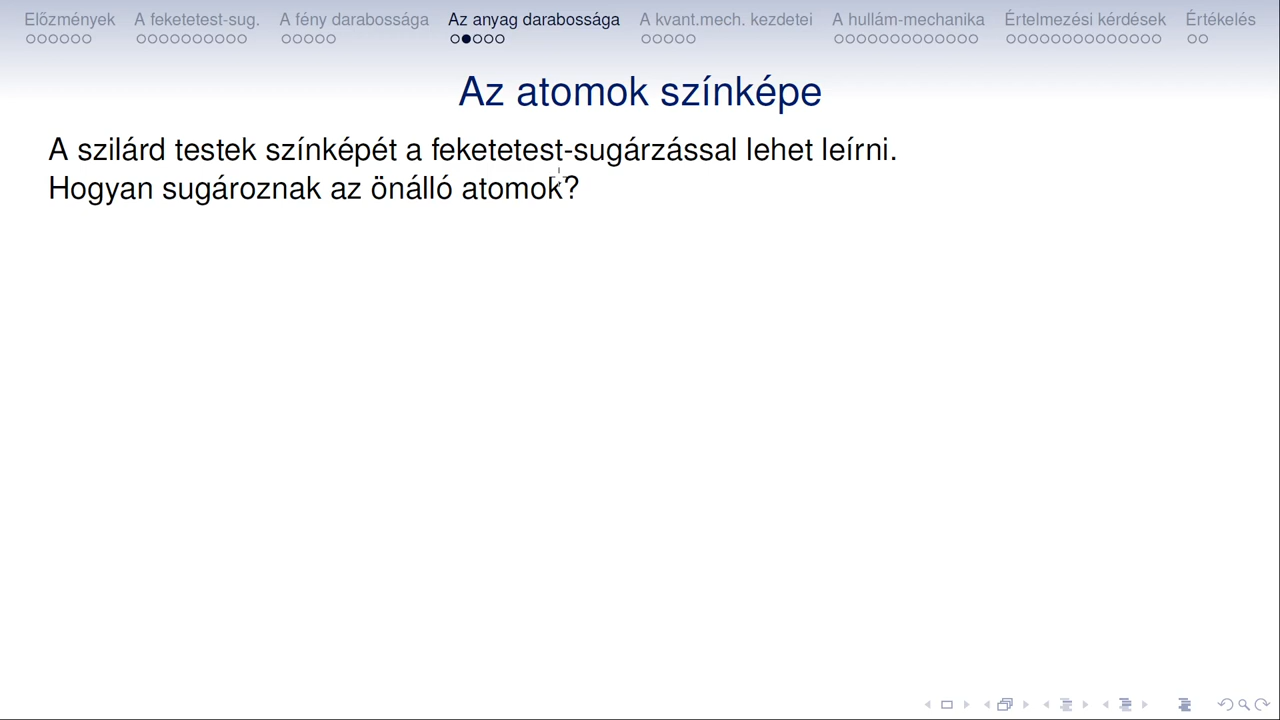 Előzmények A feketetest-sug. A fény darabossága Az anyag darabossága A kvant.mech. kezdetei A hullám-mechanika Értelmezési kérdések Értékelés
Az atomok színképe
A szilárd testek színképét a feketetest-sugárzással lehet leírni.
Hogyan sugároznak az önálló atomok?